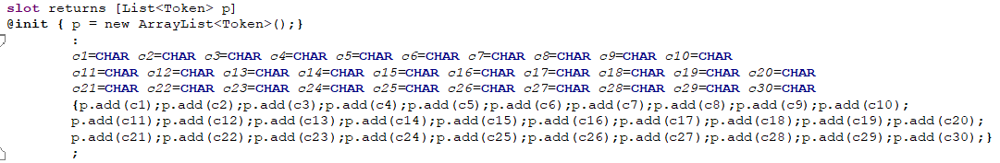 slot returns [List<Token> p]
@init { p = new ArrayList<Token>();}
:
c1=CHAR c2=CHAR c3=CHAR c4=CHAR c5=CHAR c6=CHAR c7=CHAR c8=CHAR c9=CHAR c10=CHAR
c11=CHAR c12=CHAR c13=CHAR c14=CHAR c15=CHAR c16=CHAR c17=CHAR c18=CHAR c19=CHAR c20=CHAR
c21=CHAR c22=CHAR c23=CHAR c24=CHAR c25=CHAR c26=CHAR c27=CHAR c28=CHAR c29=CHAR c30=CHAR
{p.add(c1);p.add(c2);p.add(c3);p.add(c4);p.add(c5);p.add(c6);p.add(c7);p.add(c8);p.add(c9);p.add(c10);
p.add(c11);p.add(c12);p.add(c13);p.add(c14);p.add(c15);p.add(c16);p.add(c17);p.add(c18);p.add(c19);p.add(c20);
p.add(c21);p.add(c22);p.add(c23);p.add(c24);p.add(c25);p.add(c26);p.add(c27);p.add(c28);p.add(c29);p.add(c30);}
;